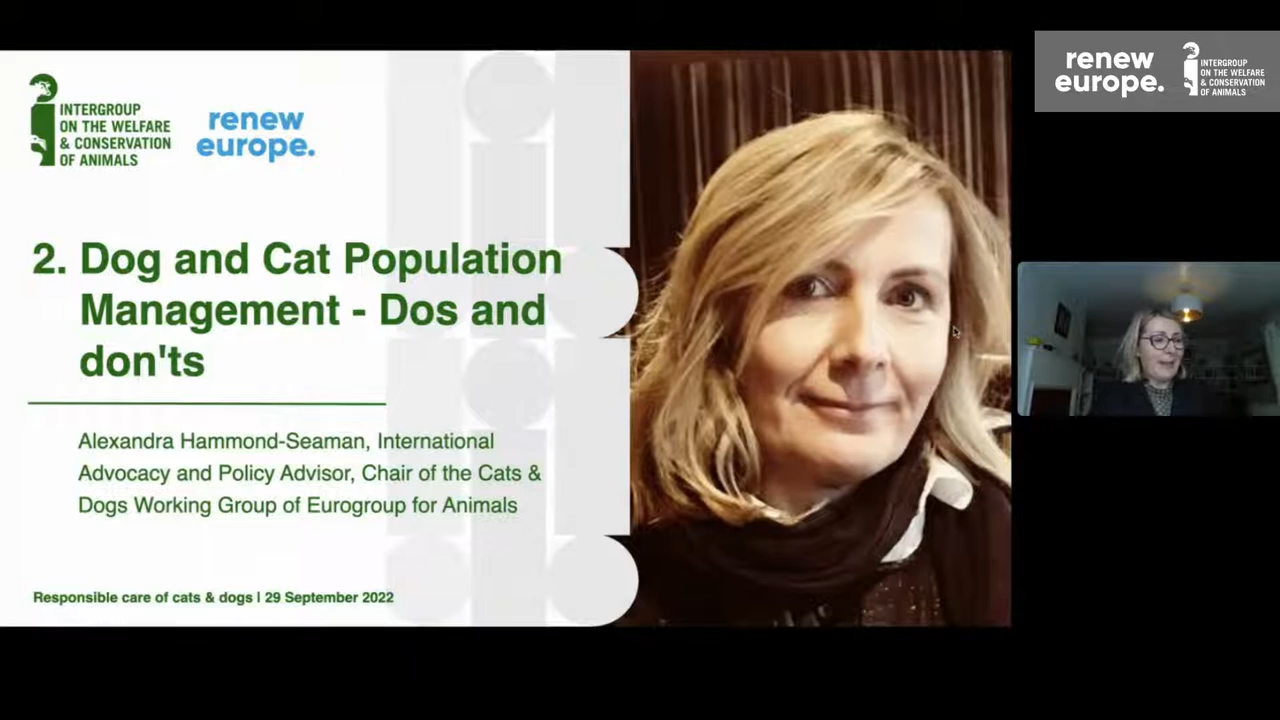 INTERGROUP
ON THE WELFARE
& CONSERVATION
OF ANIMALS
renew
europe.
2. Dog and Cat Population
Management - Dos and
don'ts
Alexandra Hammond-Seaman, International
Advocacy and Policy Advisor, Chair of the Cats &
Dogs Working Group of Eurogroup for Animals
Responsible care of cats & dogs | 29 September 2022
renew
europe.
INTERGROUP
ON THE WELFARE
& CONSERVATION
OF ANIMALS